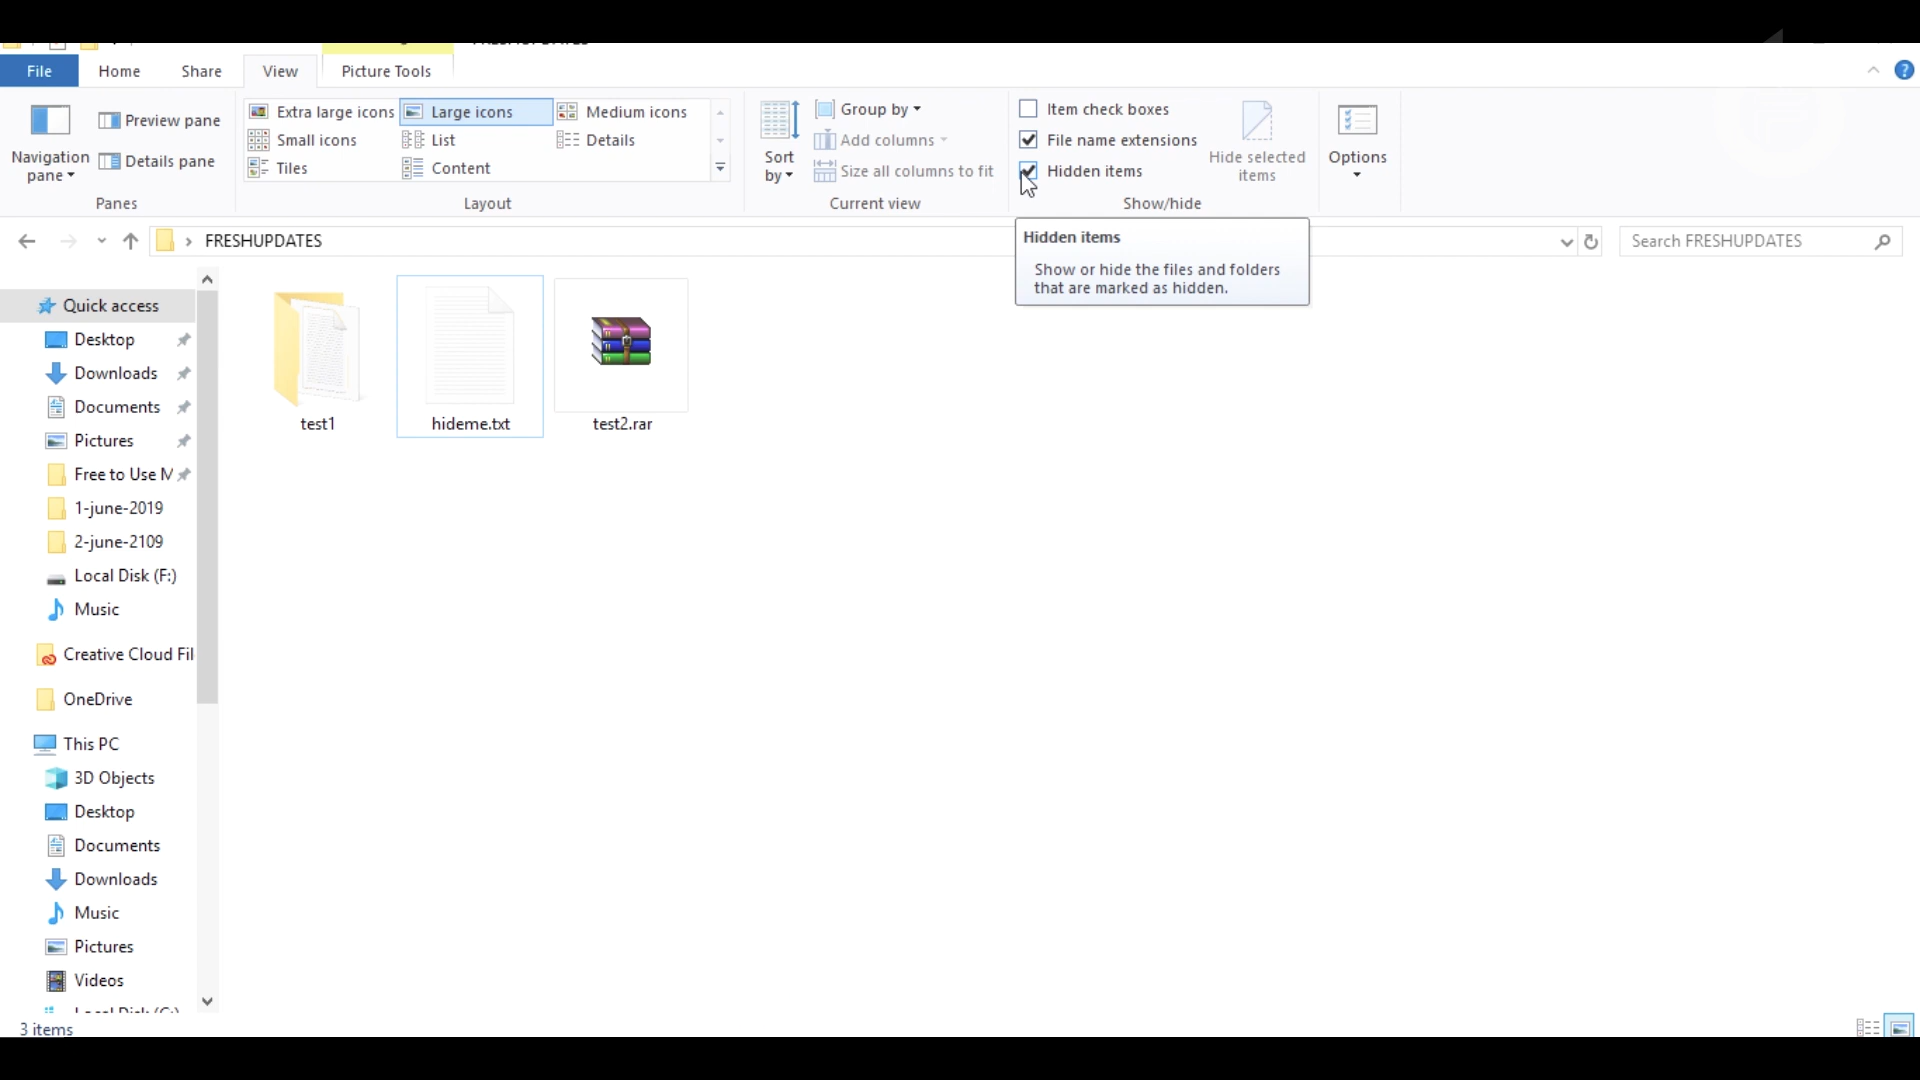 File Home Share View Picture Tools
Extra large icons Large icons Medium icons
Small icons List Details
Tiles Content
Preview pane
Details pane
Navigation
pane
Panes
Layout
Sort
by
Group by
Add columns
Size all columns to fit
Current view
Item check boxes
File name extensions
Hidden items
Hide selected
items
Show/hide
Options
FRESHUPDATES
Search FRESHUPDATES
Hidden items
Show or hide the files and folders
that are marked as hidden.
Quick access
Desktop
Downloads
Documents
Pictures
Free to Use M
1-june-2019
2-june-2109
Local Disk (F:)
Music
Creative Cloud Fil
OneDrive
This PC
3D Objects
Desktop
Documents
Downloads
Music
Pictures
Videos
test1
hideme.txt
test2.rar
3 items